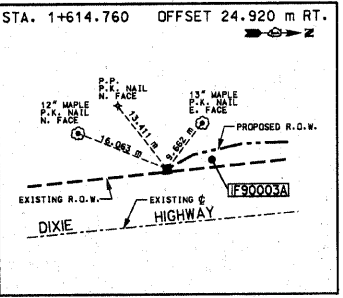 STA. 1+614.760 OFFSET 24.920 m RT.
N
P.P.
P.K. NAIL
N. FACE
12" MAPLE
P.K. NAIL
N. FACE
13" MAPLE
P.K. NAIL
E. FACE
13.411 m
16.063 m
9.662 m
PROPOSED R.O.W.
IF90003A
EXISTING R.O.W.
EXISTING ℄
DIXIE HIGHWAY